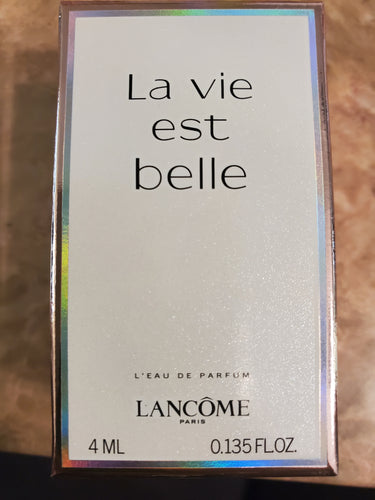 La vie
est
belle
L'EAU DE PARFUM
LANCÔME
PARIS
4 ML 0.135 FL.OZ.